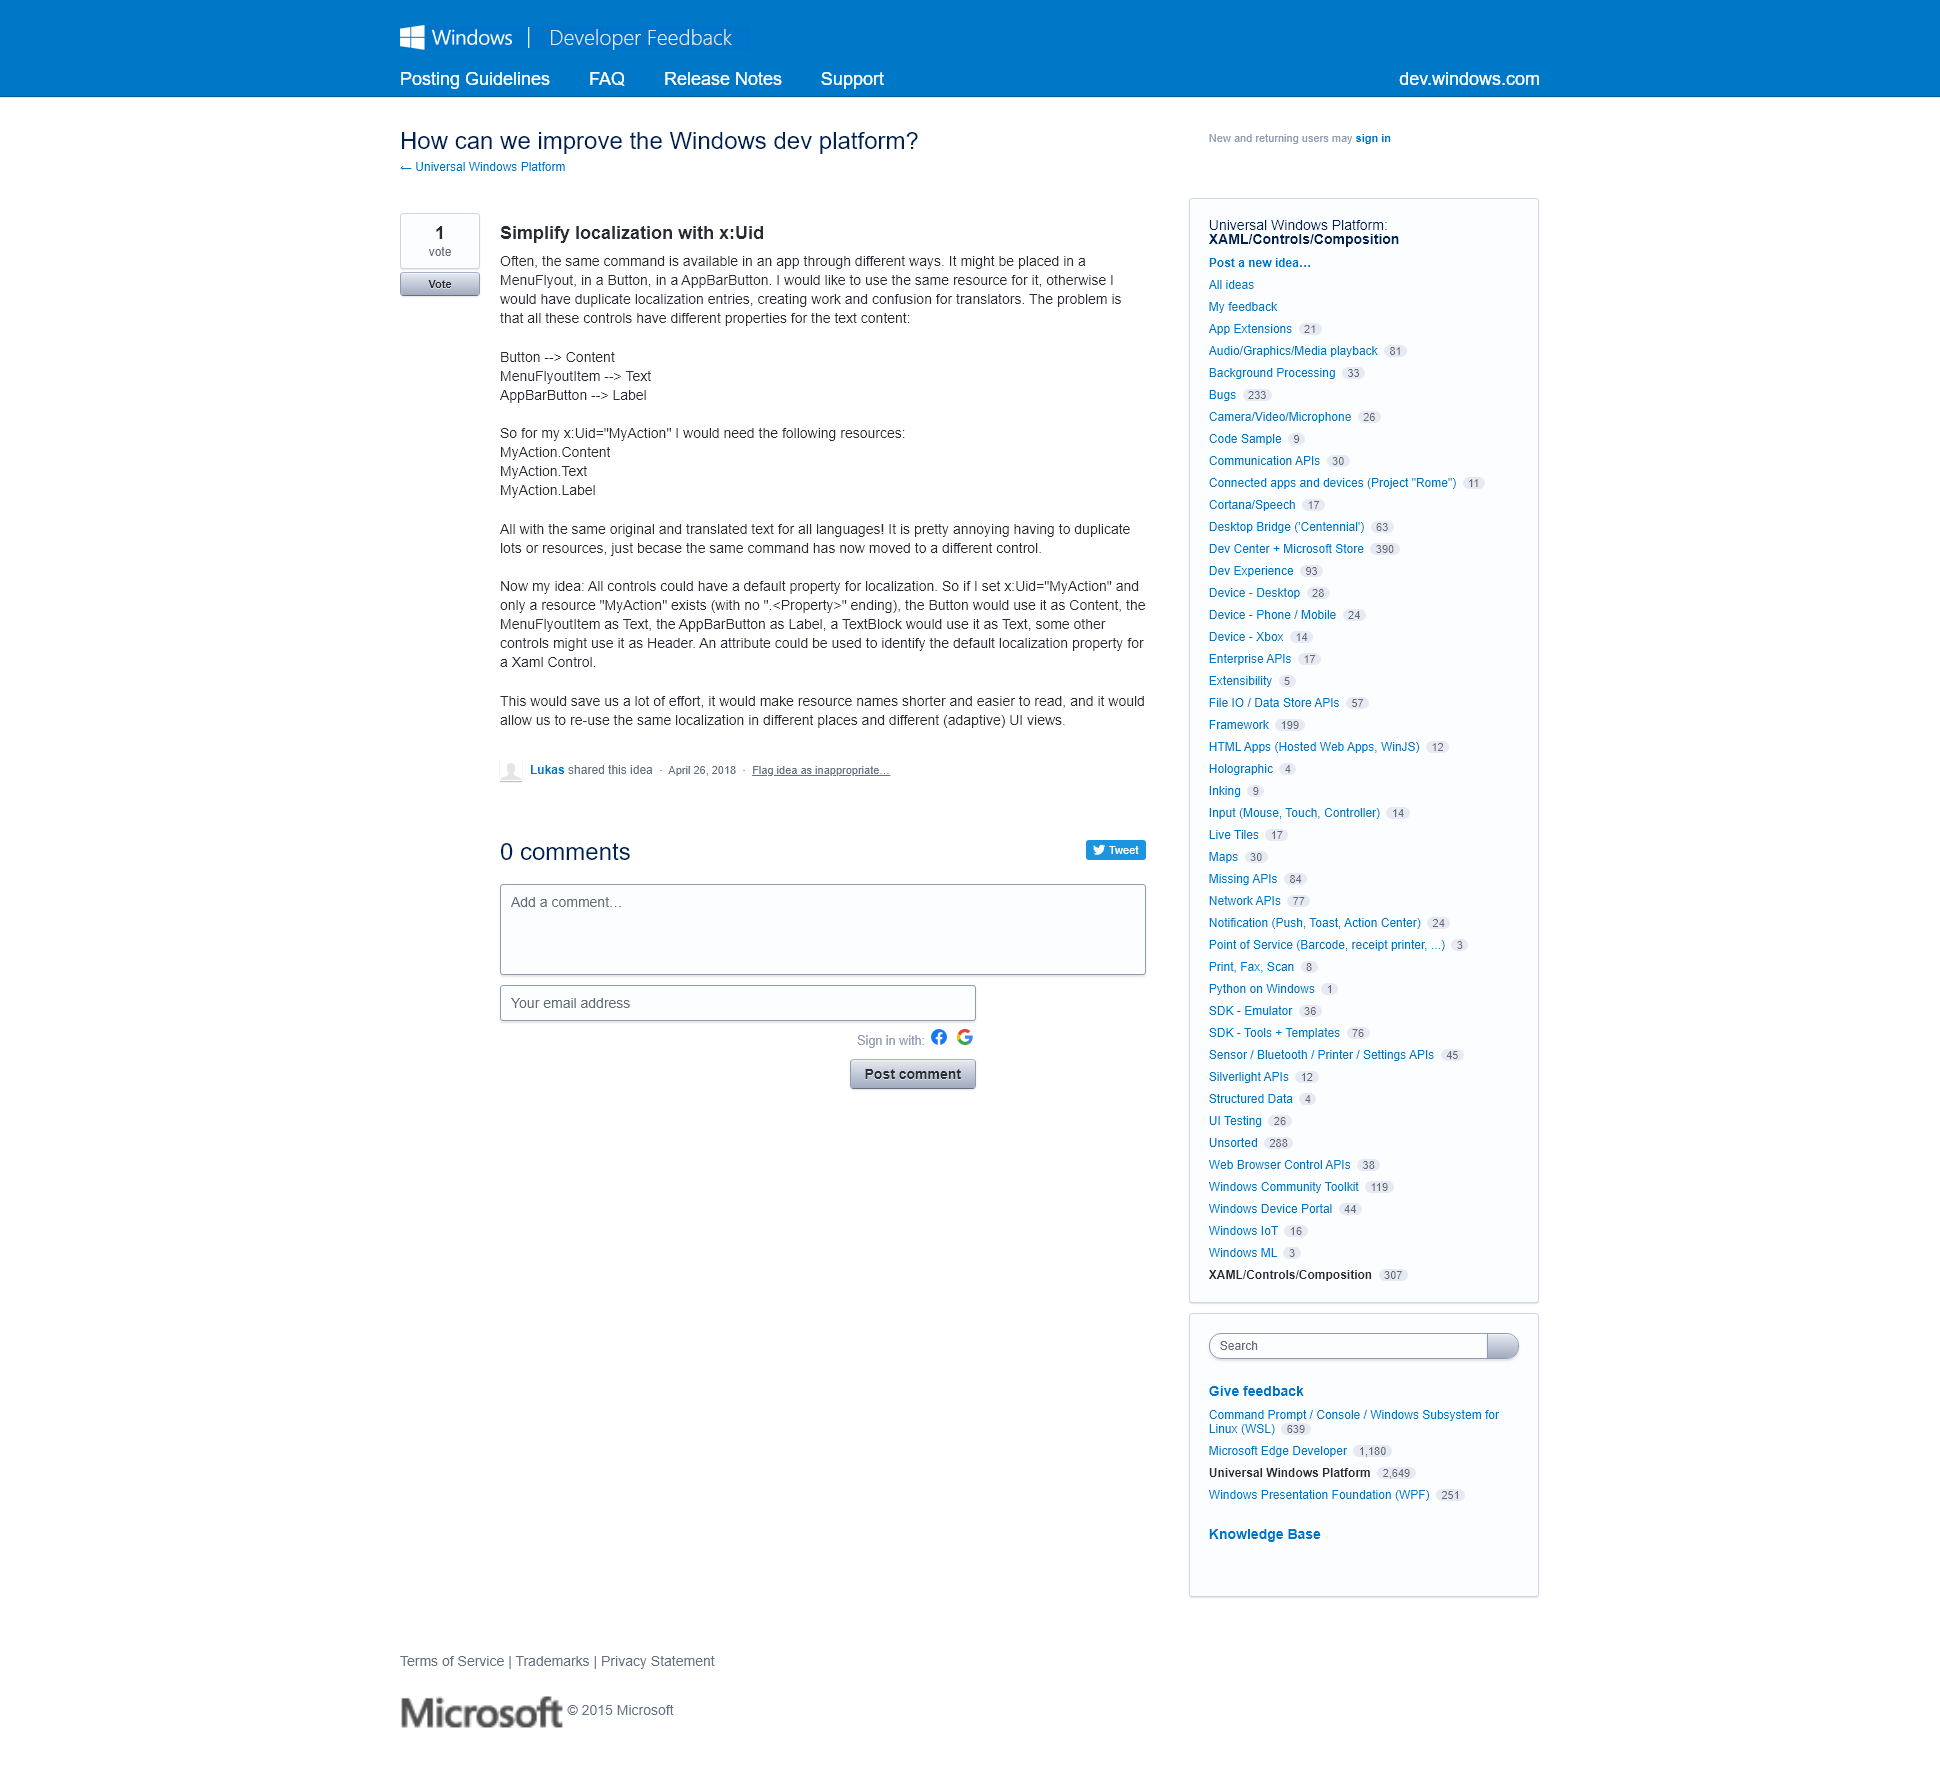 Windows | Developer Feedback
Posting Guidelines FAQ Release Notes Support dev.windows.com
How can we improve the Windows dev platform?
← Universal Windows Platform
New and returning users may sign in
1
vote
Vote
Simplify localization with x:Uid
Often, the same command is available in an app through different ways. It might be placed in a
MenuFlyout, in a Button, in a AppBarButton. I would like to use the same resource for it, otherwise I
would have duplicate localization entries, creating work and confusion for translators. The problem is
that all these controls have different properties for the text content:
Button --> Content
MenuFlyoutItem --> Text
AppBarButton --> Label
So for my x:Uid="MyAction" I would need the following resources:
MyAction.Content
MyAction.Text
MyAction.Label
All with the same original and translated text for all languages! It is pretty annoying having to duplicate
lots or resources, just becase the same command has now moved to a different control.
Now my idea: All controls could have a default property for localization. So if I set x:Uid="MyAction" and
only a resource "MyAction" exists (with no ".<Property>" ending), the Button would use it as Content, the
MenuFlyoutItem as Text, the AppBarButton as Label, a TextBlock would use it as Text, some other
controls might use it as Header. An attribute could be used to identify the default localization property for
a Xaml Control.
This would save us a lot of effort, it would make resource names shorter and easier to read, and it would
allow us to re-use the same localization in different places and different (adaptive) UI views.
Lukas shared this idea · April 26, 2018 · Flag idea as inappropriate…
0 comments
Tweet
Add a comment…
Your email address
Sign in with:
Post comment
Universal Windows Platform:
XAML/Controls/Composition
Post a new idea…
All ideas
My feedback
App Extensions 21
Audio/Graphics/Media playback 81
Background Processing 33
Bugs 233
Camera/Video/Microphone 26
Code Sample 9
Communication APIs 30
Connected apps and devices (Project "Rome") 11
Cortana/Speech 17
Desktop Bridge ('Centennial') 63
Dev Center + Microsoft Store 390
Dev Experience 93
Device - Desktop 28
Device - Phone / Mobile 24
Device - Xbox 14
Enterprise APIs 17
Extensibility 5
File IO / Data Store APIs 57
Framework 199
HTML Apps (Hosted Web Apps, WinJS) 12
Holographic 4
Inking 9
Input (Mouse, Touch, Controller) 14
Live Tiles 17
Maps 30
Missing APIs 84
Network APIs 77
Notification (Push, Toast, Action Center) 24
Point of Service (Barcode, receipt printer, ...) 3
Print, Fax, Scan 8
Python on Windows 1
SDK - Emulator 36
SDK - Tools + Templates 76
Sensor / Bluetooth / Printer / Settings APIs 45
Silverlight APIs 12
Structured Data 4
UI Testing 26
Unsorted 288
Web Browser Control APIs 38
Windows Community Toolkit 119
Windows Device Portal 44
Windows IoT 16
Windows ML 3
XAML/Controls/Composition 307
Search
Give feedback
Command Prompt / Console / Windows Subsystem for
Linux (WSL) 639
Microsoft Edge Developer 1,180
Universal Windows Platform 2,649
Windows Presentation Foundation (WPF) 251
Knowledge Base
Terms of Service | Trademarks | Privacy Statement
Microsoft © 2015 Microsoft